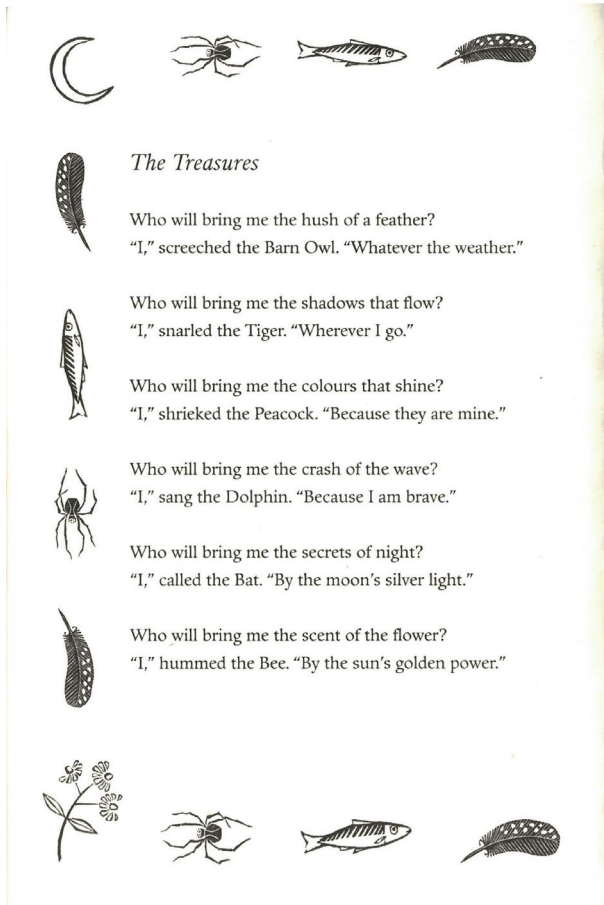 The Treasures
Who will bring me the hush of a feather?
“I,” screeched the Barn Owl. “Whatever the weather.”
Who will bring me the shadows that flow?
“I,” snarled the Tiger. “Wherever I go.”
Who will bring me the colours that shine?
“I,” shrieked the Peacock. “Because they are mine.”
Who will bring me the crash of the wave?
“I,” sang the Dolphin. “Because I am brave.”
Who will bring me the secrets of night?
“I,” called the Bat. “By the moon’s silver light.”
Who will bring me the scent of the flower?
“I,” hummed the Bee. “By the sun’s golden power.”